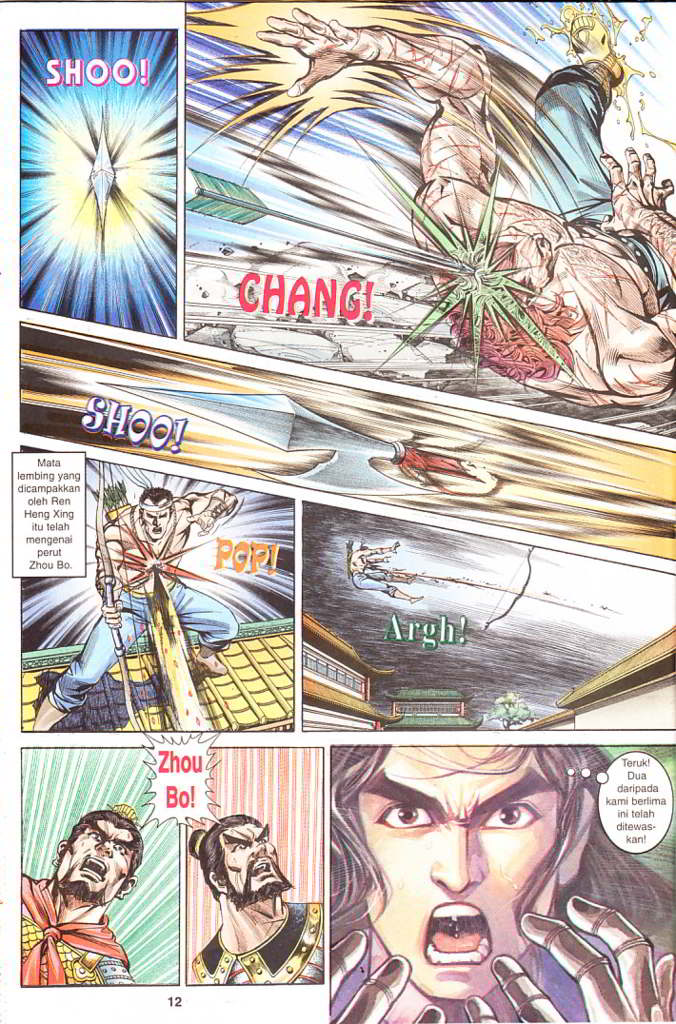 SHOO!
CHANG!
SHOO!
Mata
lembing yang
dicampakkan
oleh Ren
Heng Xing
itu telah
mengenai
perut
Zhou Bo.
POP!
Argh!
Zhou
Bo!
Teruk!
Dua
daripada
kami berlima
ini telah
ditewas-
kan!
12